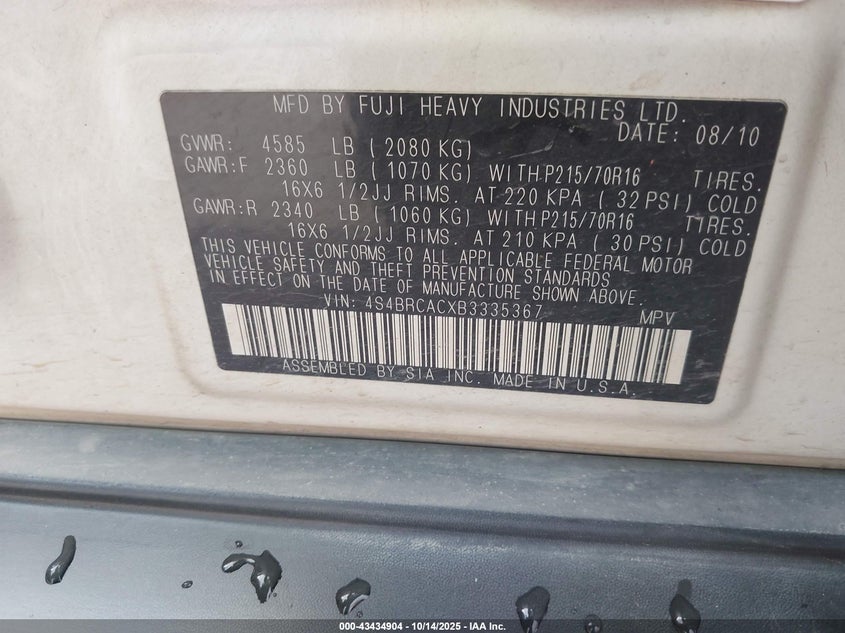 MFD BY FUJI HEAVY INDUSTRIES LTD.
DATE: 08/10
GVWR: 4585 LB ( 2080 KG)
GAWR:F 2360 LB ( 1070 KG) WITH P215/70R16 TIRES.
16X6 1/2JJ RIMS. AT 220 KPA ( 32 PSI) COLD
GAWR:R 2340 LB ( 1060 KG) WITH P215/70R16 TIRES.
16X6 1/2JJ RIMS. AT 210 KPA ( 30 PSI) COLD
THIS VEHICLE CONFORMS TO ALL APPLICABLE FEDERAL MOTOR
VEHICLE SAFETY AND THEFT PREVENTION STANDARDS
IN EFFECT ON THE DATE OF MANUFACTURE SHOWN ABOVE.
VIN: 4S4BRCACXB3335367 MPV
ASSEMBLED BY SIA INC. MADE IN U.S.A.
000-43434904 - 10/14/2025 - IAA Inc.